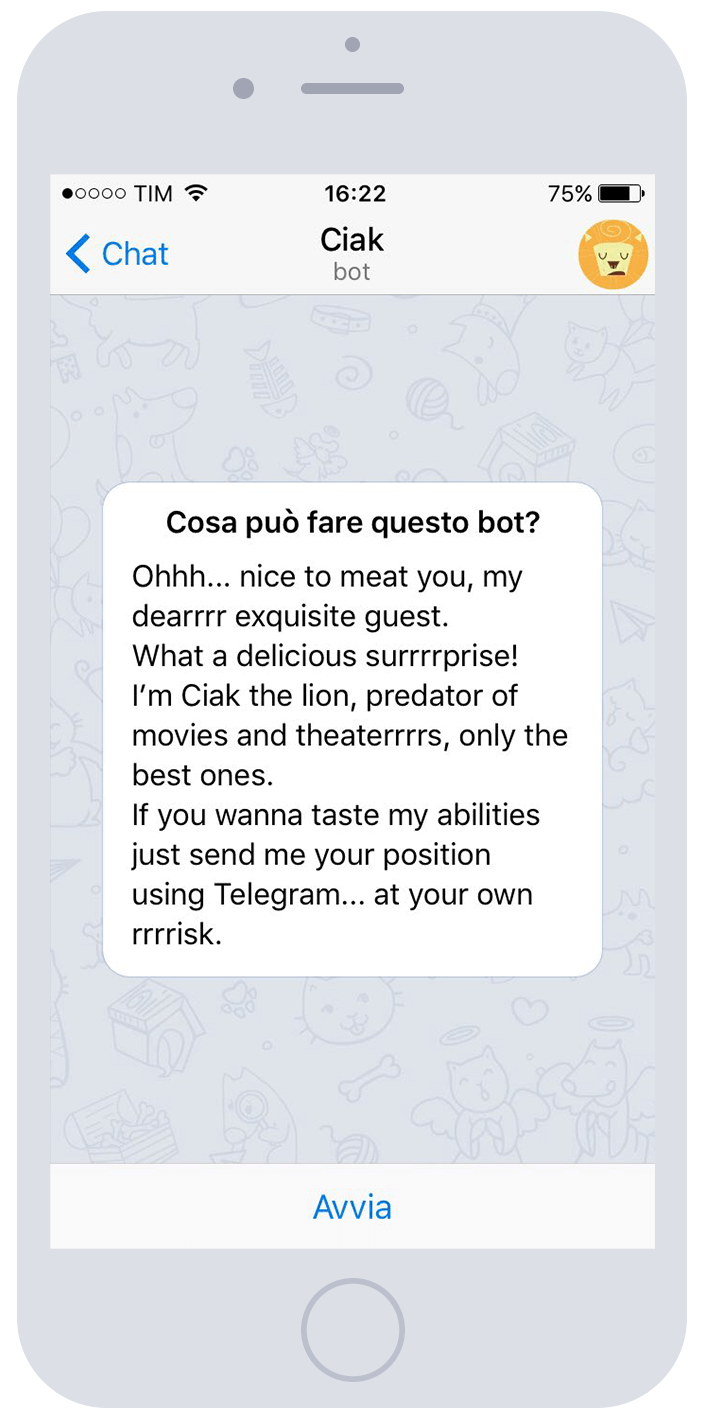 TIM 16:22 75%
Chat Ciak
bot
Cosa può fare questo bot?
Ohhh... nice to meat you, my
dearrrr exquisite guest.
What a delicious surrrrprise!
I’m Ciak the lion, predator of
movies and theaterrrrs, only the
best ones.
If you wanna taste my abilities
just send me your position
using Telegram... at your own
rrrrisk.
Avvia